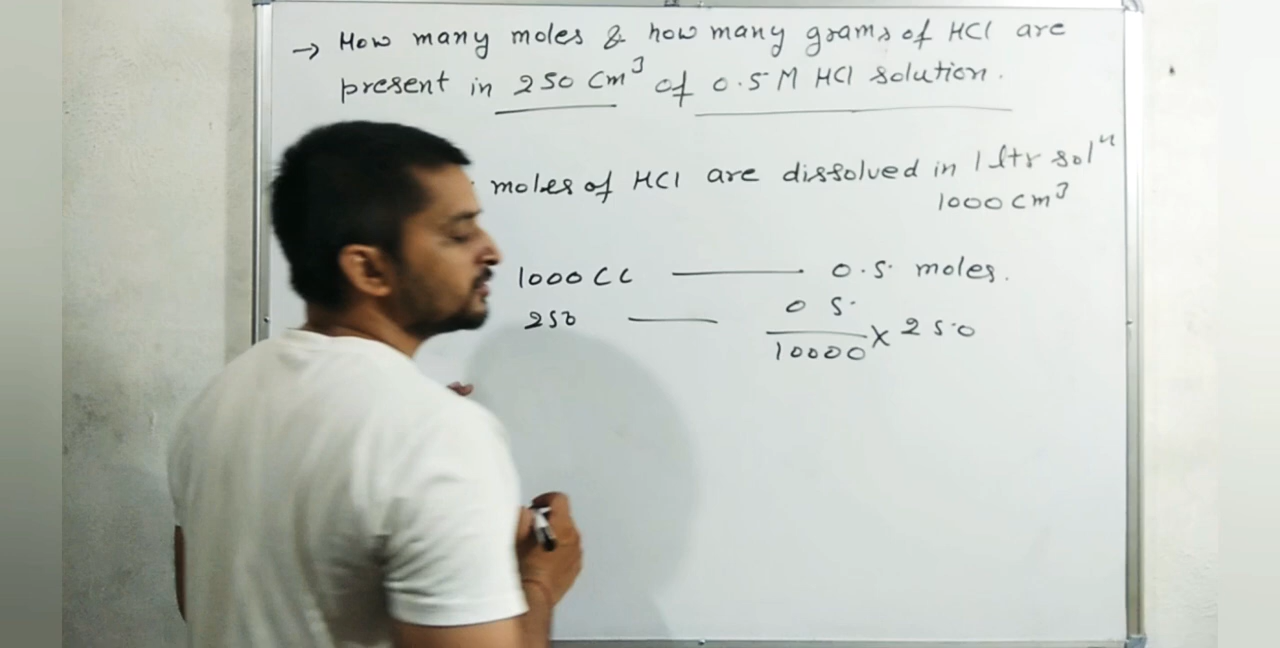 → How many moles & how many grams of HCl are
present in 250 cm³ of 0.5 M HCl solution.
moles of HCl are dissolved in 1 ltr solⁿ
1000 cm³
1000 CC —— 0.5 moles.
250 —— 0 5. / 10000 × 250